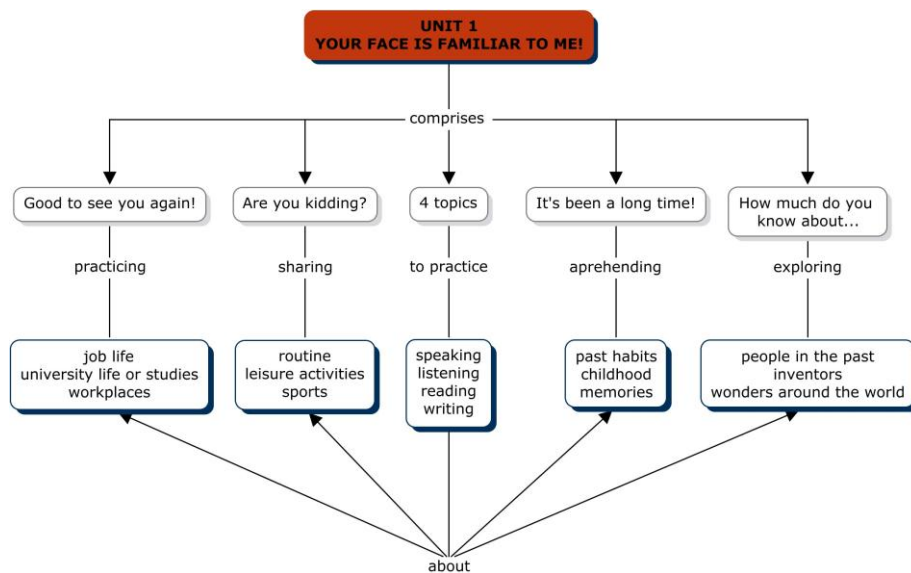 UNIT 1
YOUR FACE IS FAMILIAR TO ME!
comprises
Good to see you again!
Are you kidding?
4 topics
It's been a long time!
How much do you
know about...
practicing
sharing
to practice
aprehending
exploring
job life
university life or studies
workplaces
routine
leisure activities
sports
speaking
listening
reading
writing
past habits
childhood
memories
people in the past
inventors
wonders around the world
about